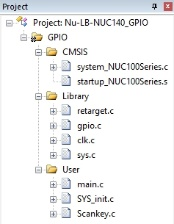 Project
Project: Nu-LB-NUC140_GPIO
GPIO
CMSIS
system_NUC100Series.c
startup_NUC100Series.s
Library
retarget.c
gpio.c
clk.c
sys.c
User
main.c
SYS_init.c
Scankey.c